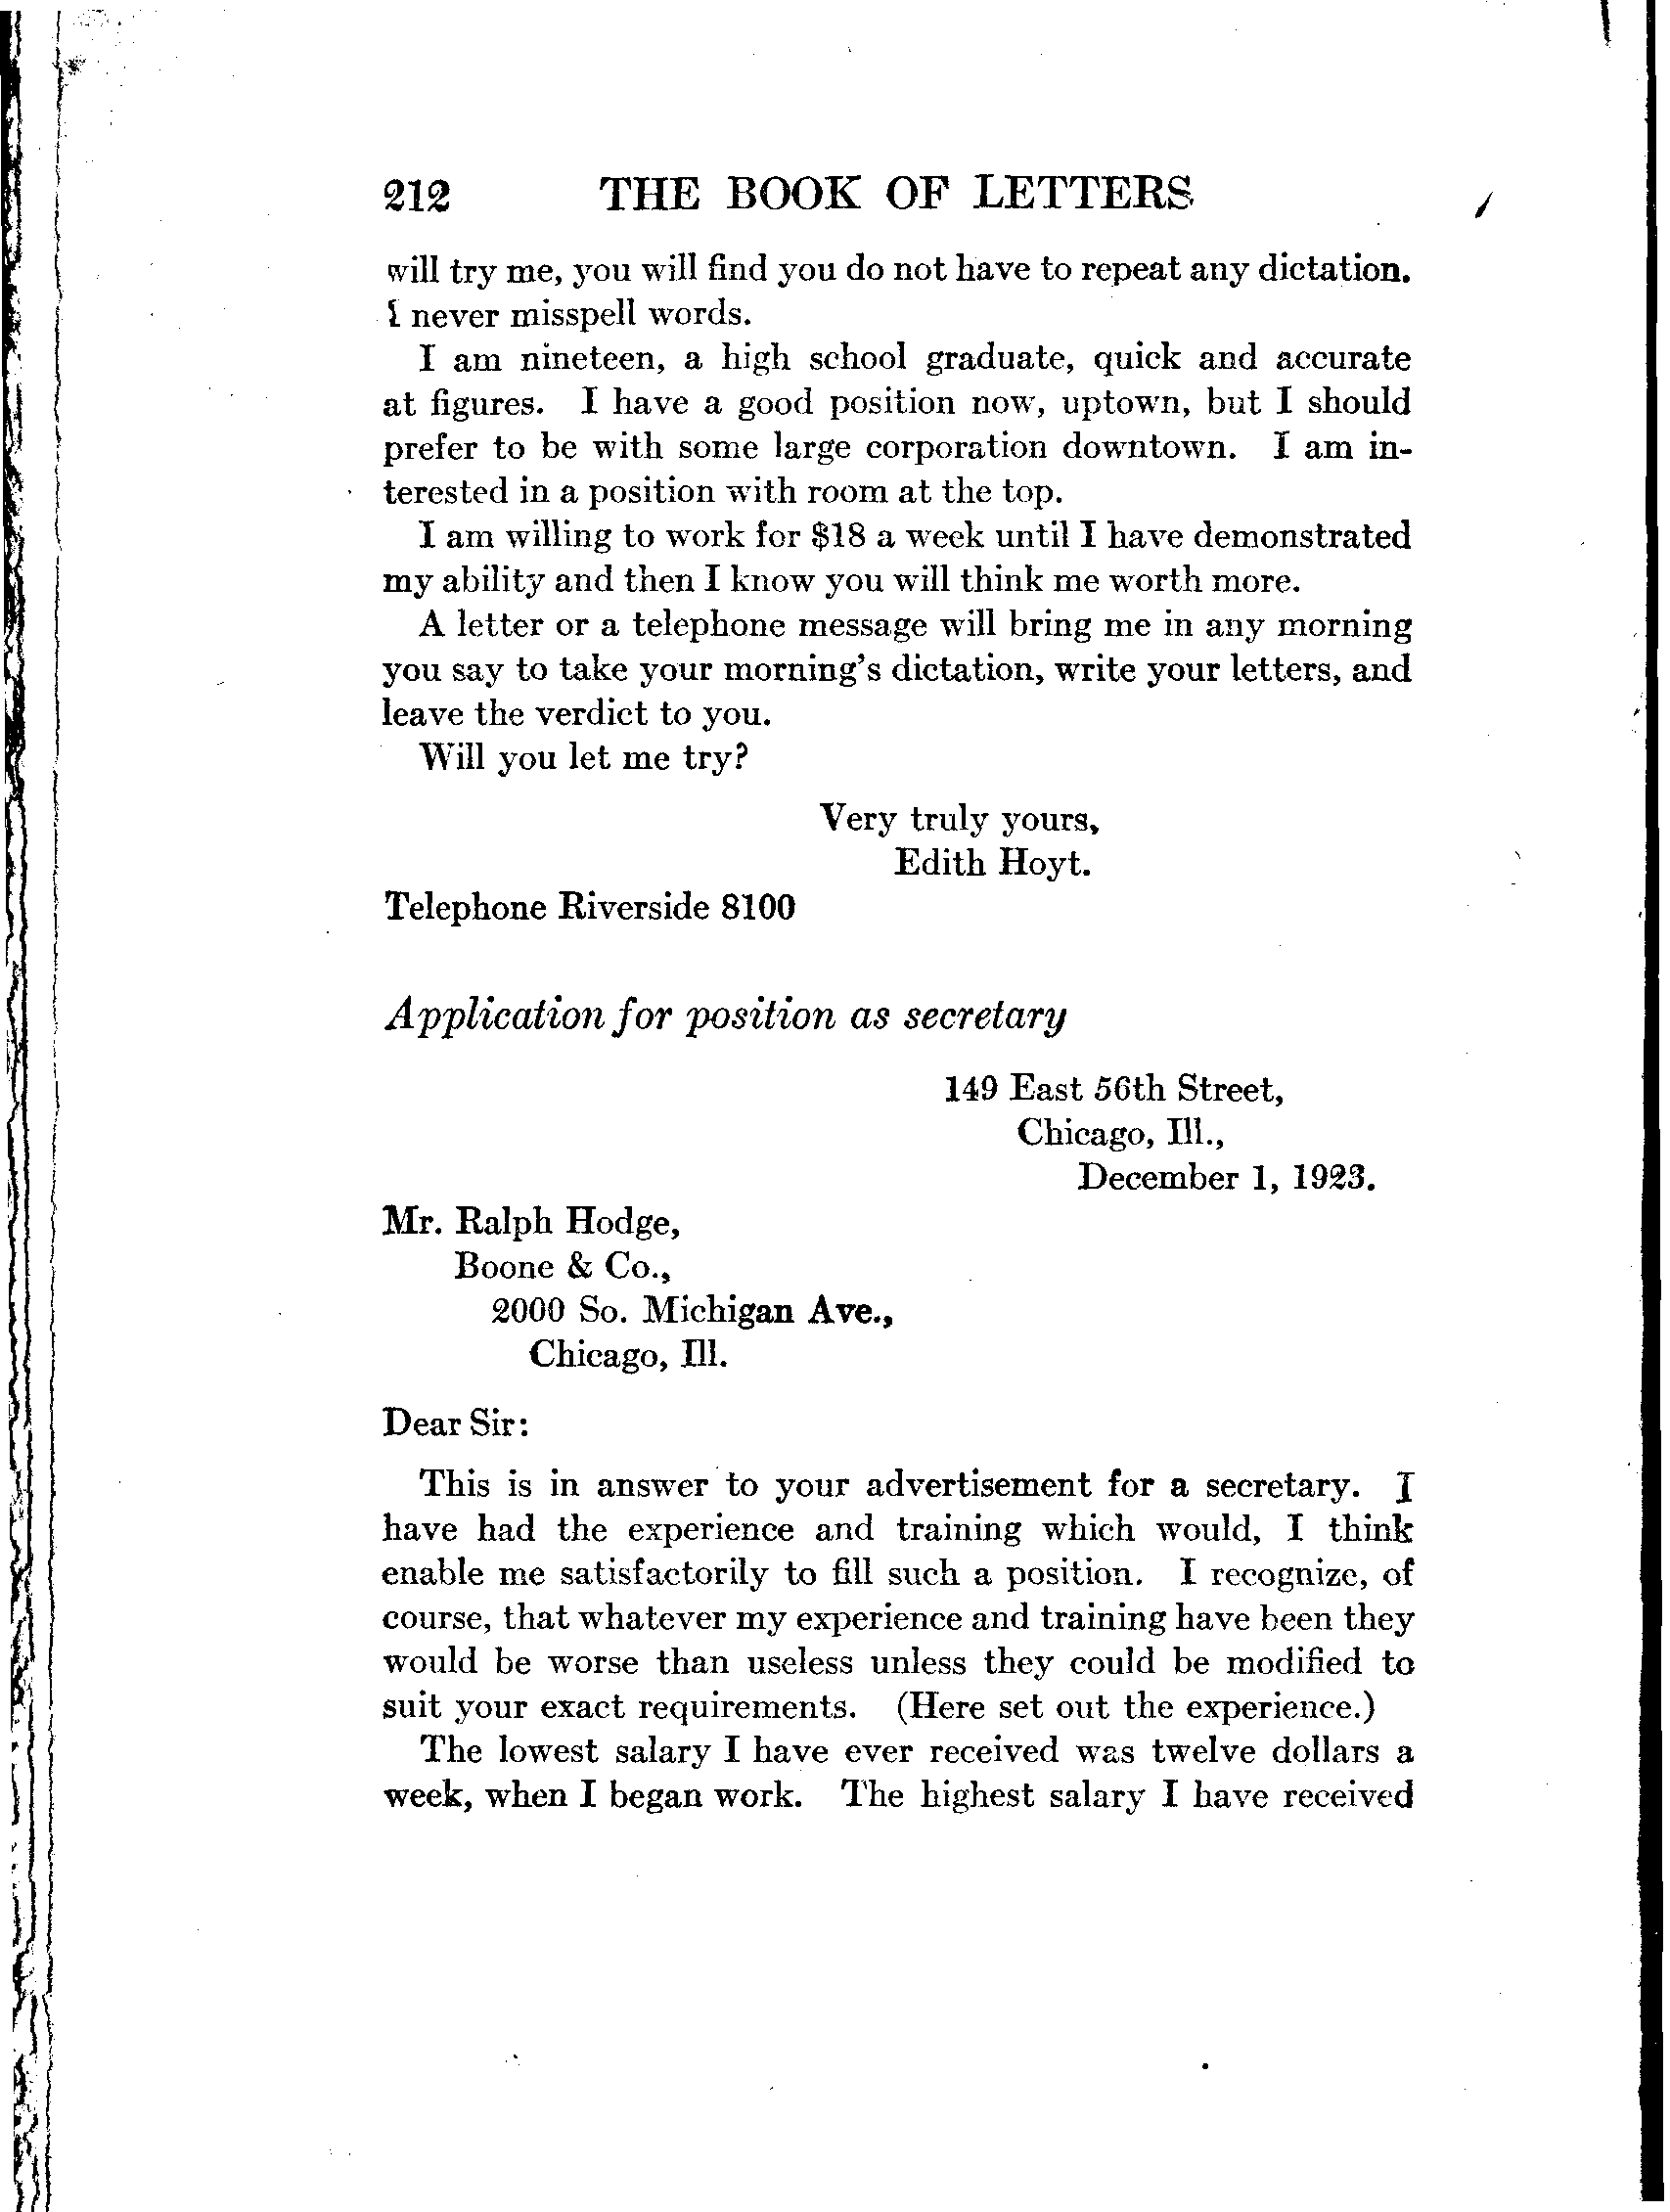 212 THE BOOK OF LETTERS
will try me, you will find you do not have to repeat any dictation.
I never misspell words.
I am nineteen, a high school graduate, quick and accurate
at figures. I have a good position now, uptown, but I should
prefer to be with some large corporation downtown. I am in-
terested in a position with room at the top.
I am willing to work for $18 a week until I have demonstrated
my ability and then I know you will think me worth more.
A letter or a telephone message will bring me in any morning
you say to take your morning's dictation, write your letters, and
leave the verdict to you.
Will you let me try?
Very truly yours,
Edith Hoyt.
Telephone Riverside 8100
Application for position as secretary
149 East 56th Street,
Chicago, Ill.,
December 1, 1923.
Mr. Ralph Hodge,
Boone & Co.,
2000 So. Michigan Ave.,
Chicago, Ill.
Dear Sir:
This is in answer to your advertisement for a secretary. I
have had the experience and training which would, I think
enable me satisfactorily to fill such a position. I recognize, of
course, that whatever my experience and training have been they
would be worse than useless unless they could be modified to
suit your exact requirements. (Here set out the experience.)
The lowest salary I have ever received was twelve dollars a
week, when I began work. The highest salary I have received